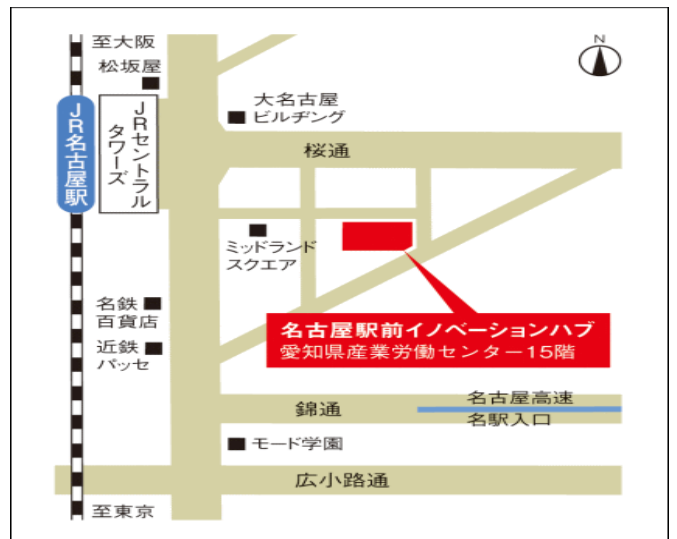 至大阪
松坂屋
N
JR名古屋駅
JRセントラル
タワーズ
大名古屋
ビルヂング
桜通
ミッドランド
スクエア
名鉄
百貨店
近鉄
パッセ
名古屋駅前イノベーションハブ
愛知県産業労働センター15階
錦通
名古屋高速
名駅入口
モード学園
広小路通
至東京